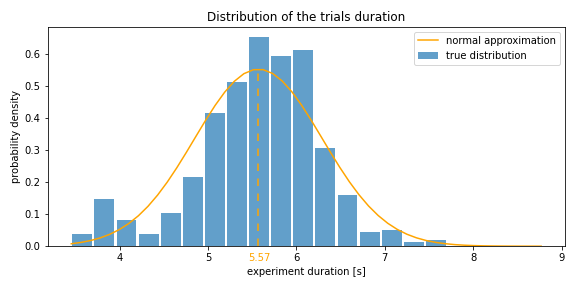 Distribution of the trials duration
normal approximation
true distribution
probability density
0.6
0.5
0.4
0.3
0.2
0.1
0.0
4
5
5.57
6
7
8
9
experiment duration [s]